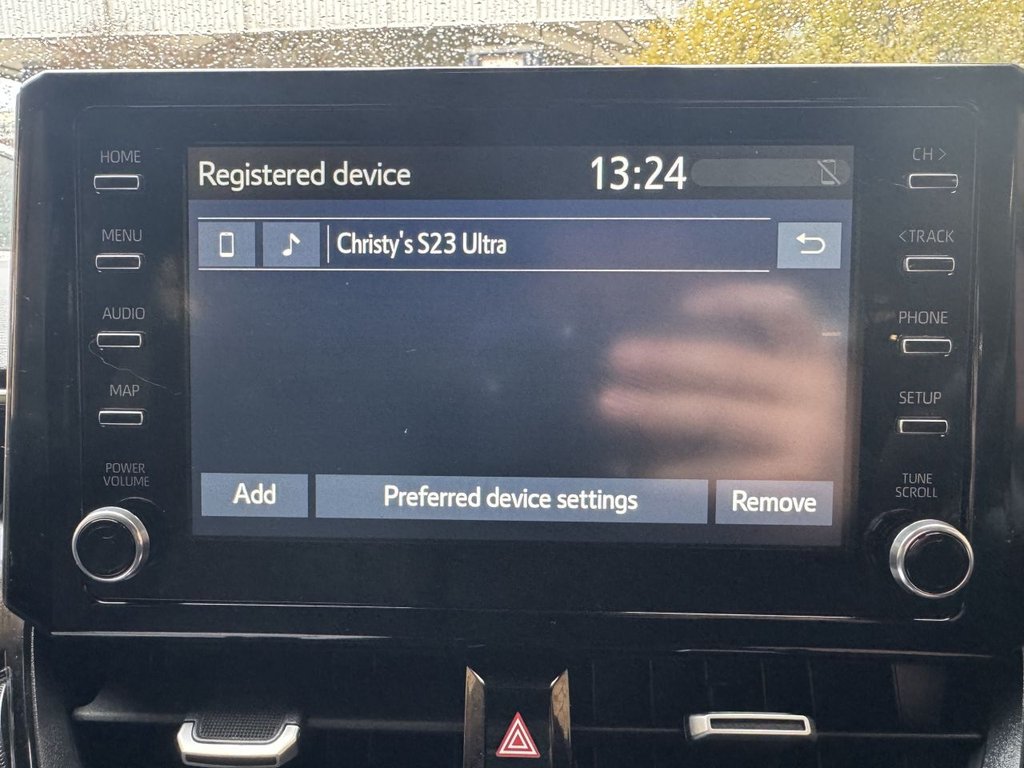 Registered device 13:24
Christy's S23 Ultra
Add Preferred device settings Remove
HOME
MENU
AUDIO
MAP
POWER
VOLUME
CH >
<TRACK
PHONE
SETUP
TUNE
SCROLL